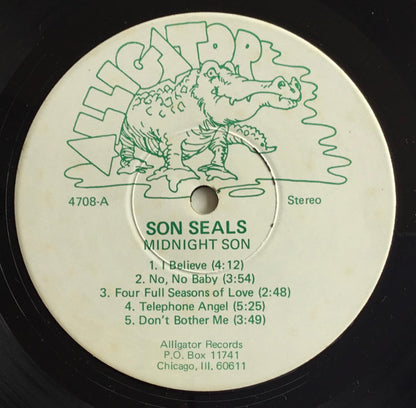 ALLIGATOR
4708-A
Stereo
SON SEALS
MIDNIGHT SON
1. I Believe (4:12)
2. No, No Baby (3:54)
3. Four Full Seasons of Love (2:48)
4. Telephone Angel (5:25)
5. Don't Bother Me (3:49)
Alligator Records
P.O. Box 11741
Chicago, Ill. 60611